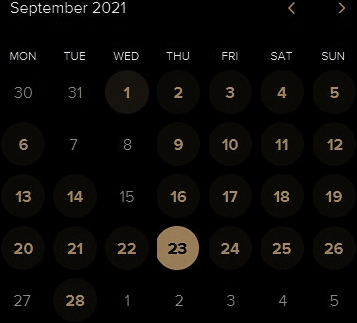 September 2021
MON TUE WED THU FRI SAT SUN
30 31 1 2 3 4 5
6 7 8 9 10 11 12
13 14 15 16 17 18 19
20 21 22 23 24 25 26
27 28 1 2 3 4 5